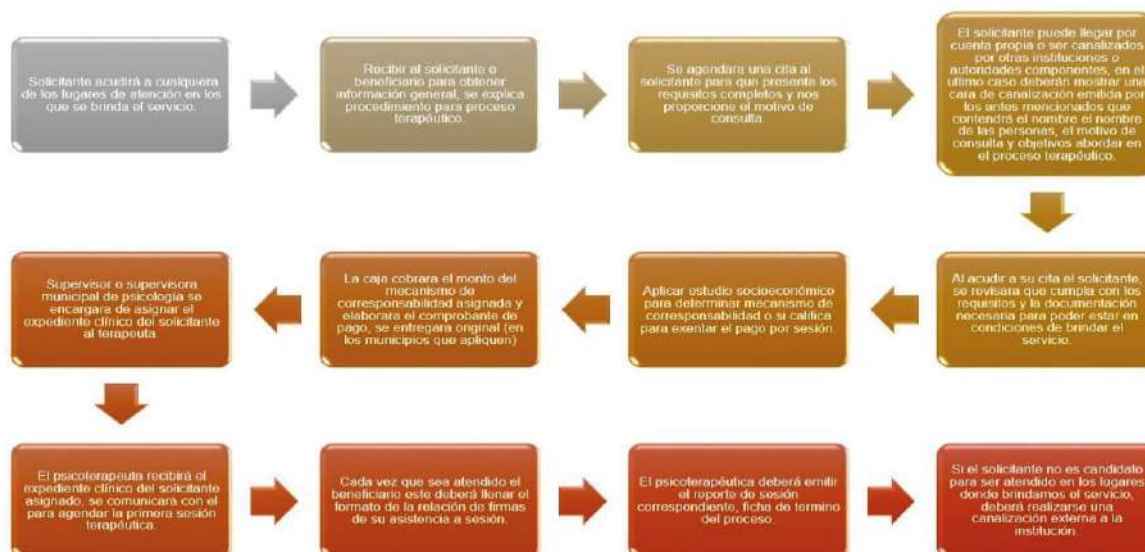 Solicitante acudirá a cualquiera
de los lugares de atención en los
que se brinda el servicio.
Recibir al solicitante o
beneficiario para obtener
información general, se explica
procedimiento para proceso
terapéutico.
Se agendara una cita al
solicitante para que presente los
requisitos completos y nos
proporcione el motivo de
consulta.
El solicitante puede llegar por
cuenta propia o ser canalizados
por otras instituciones o
autoridades componentes, en el
ultimo caso deberán mostrar una
cara de canalización emitida por
los antes mencionados que
contendrá el nombre el nombre
de las personas, el motivo de
consulta y objetivos abordar en
el proceso terapéutico.
Al acudir a su cita el solicitante,
se revisara que cumpla con los
requisitos y la documentación
necesaria para poder estar en
condiciones de brindar el
servicio.
Aplicar estudio socioeconómico
para determinar mecanismo de
corresponsabilidad o si califica
para exentar el pago por sesión.
La caja cobrara el monto del
mecanismo de
corresponsabilidad asignada y
elaborara el comprobante de
pago, se entregara original (en
los municipios que apliquen)
Supervisor o supervisora
municipal de psicología se
encargara de asignar el
expediente clínico del solicitante
al terapeuta.
El psicoterapeuta recibirá el
expediente clínico del solicitante
asignado, se comunicara con el
para agendar la primera sesión
terapéutica.
Cada vez que sea atendido el
beneficiario este deberá llenar el
formato de la relación de firmas
de su asistencia a sesión.
El psicoterapéutica deberá emitir
el reporte de sesión
correspondiente, ficha de termino
del proceso.
Si el solicitante no es candidato
para ser atendido en los lugares
donde brindamos el servicio,
deberá realizarse una
canalización externa a la
institución.